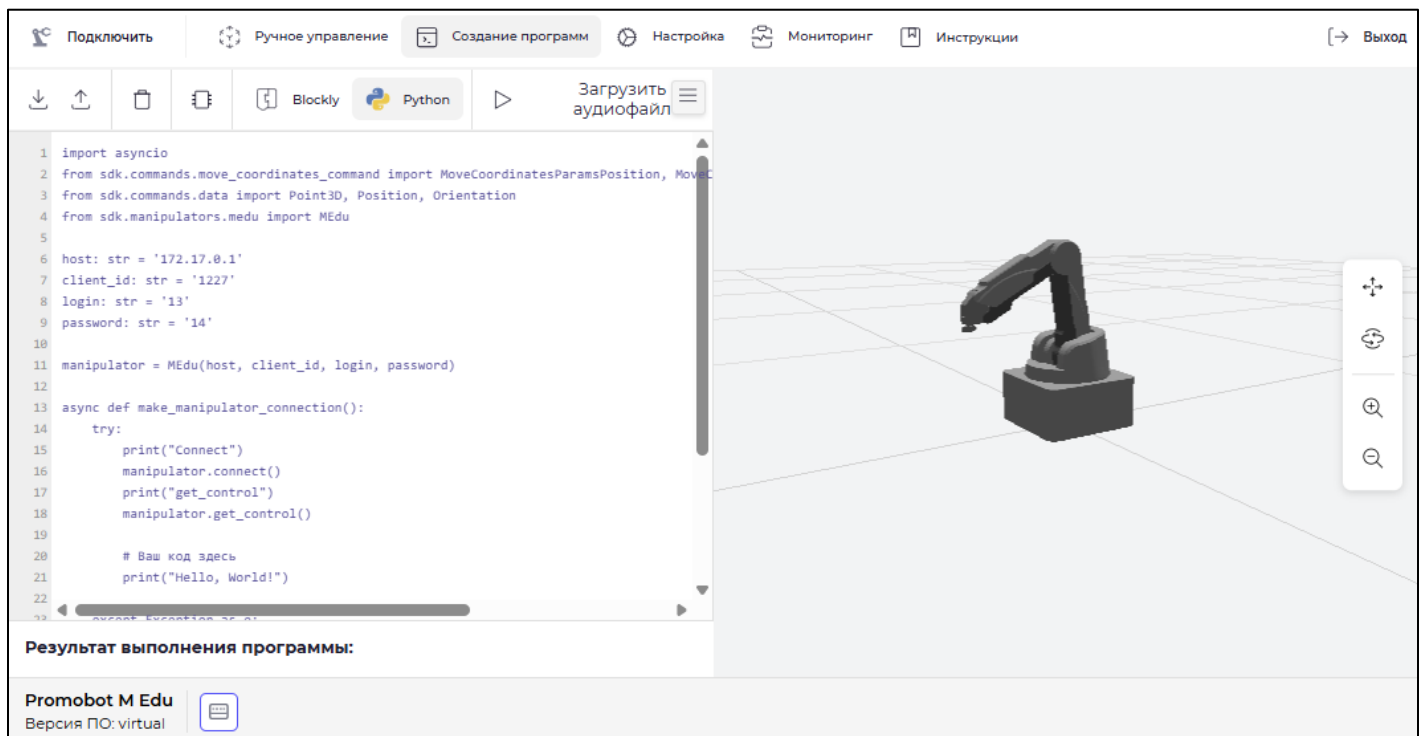 Подключить Ручное управление Создание программ Настройка Мониторинг Инструкции Выход
Blockly Python Загрузить
аудиофайл
1 import asyncio
2 from sdk.commands.move_coordinates_command import MoveCoordinatesParamsPosition, MoveC
3 from sdk.commands.data import Point3D, Position, Orientation
4 from sdk.manipulators.medu import MEdu
5
6 host: str = '172.17.0.1'
7 client_id: str = '1227'
8 login: str = '13'
9 password: str = '14'
10
11 manipulator = MEdu(host, client_id, login, password)
12
13 async def make_manipulator_connection():
14 try:
15 print("Connect")
16 manipulator.connect()
17 print("get_control")
18 manipulator.get_control()
19
20 # Ваш код здесь
21 print("Hello, World!")
22
23 except Exception as e:
Результат выполнения программы:
Promobot M Edu
Версия ПО: virtual